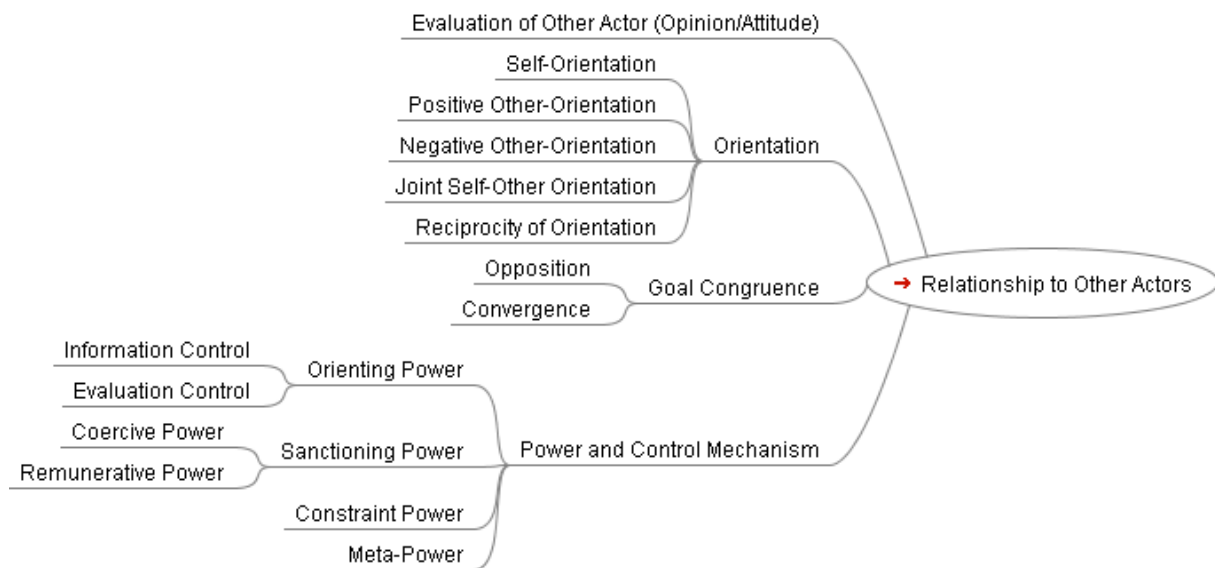 Evaluation of Other Actor (Opinion/Attitude)
Self-Orientation
Positive Other-Orientation
Negative Other-Orientation
Orientation
Joint Self-Other Orientation
Reciprocity of Orientation
Opposition
Goal Congruence
Convergence
➔ Relationship to Other Actors
Information Control
Orienting Power
Evaluation Control
Coercive Power
Sanctioning Power
Remunerative Power
Power and Control Mechanism
Constraint Power
Meta-Power